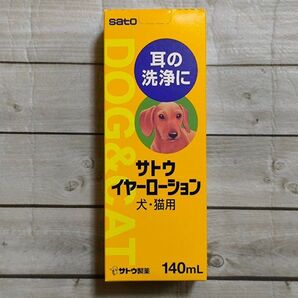 sato
DOG&CAT
耳の
洗浄に
サトウ
イヤーローション
犬・猫用
サトウ製薬
140mL